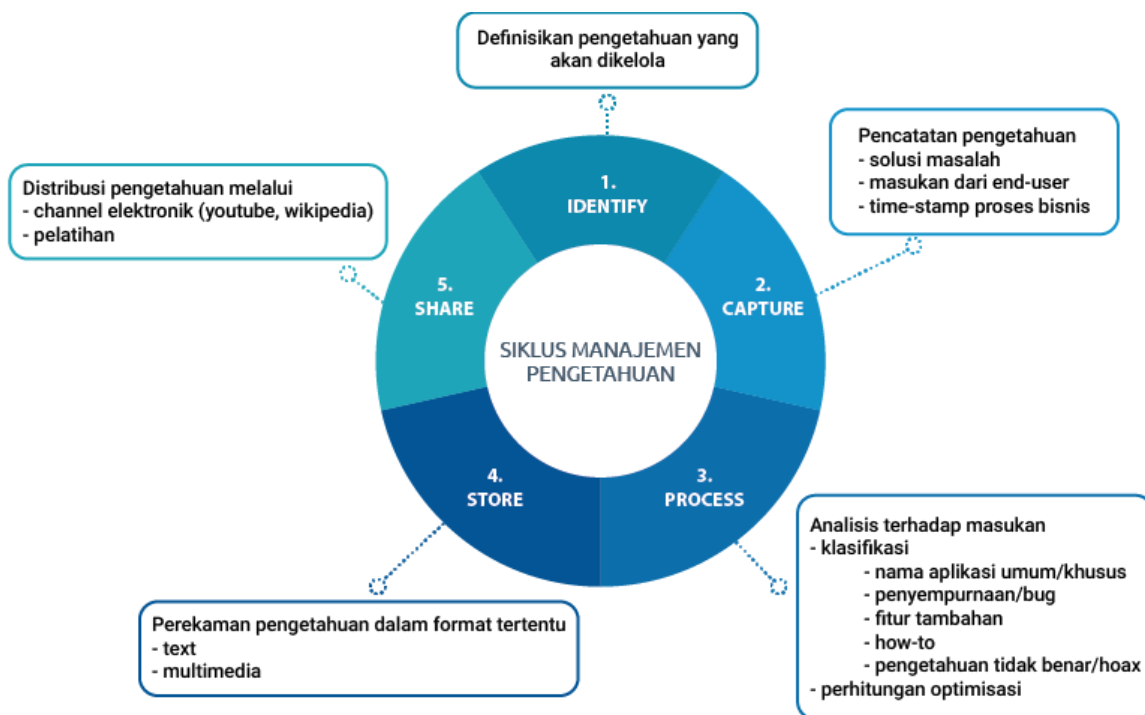 Definisikan pengetahuan yang
akan dikelola
1.
IDENTIFY
Pencatatan pengetahuan
- solusi masalah
- masukan dari end-user
- time-stamp proses bisnis
2.
CAPTURE
Distribusi pengetahuan melalui
- channel elektronik (youtube, wikipedia)
- pelatihan
5.
SHARE
SIKLUS MANAJEMEN
PENGETAHUAN
3.
PROCESS
Analisis terhadap masukan
- klasifikasi
- nama aplikasi umum/khusus
- penyempurnaan/bug
- fitur tambahan
- how-to
- pengetahuan tidak benar/hoax
- perhitungan optimisasi
4.
STORE
Perekaman pengetahuan dalam format tertentu
- text
- multimedia